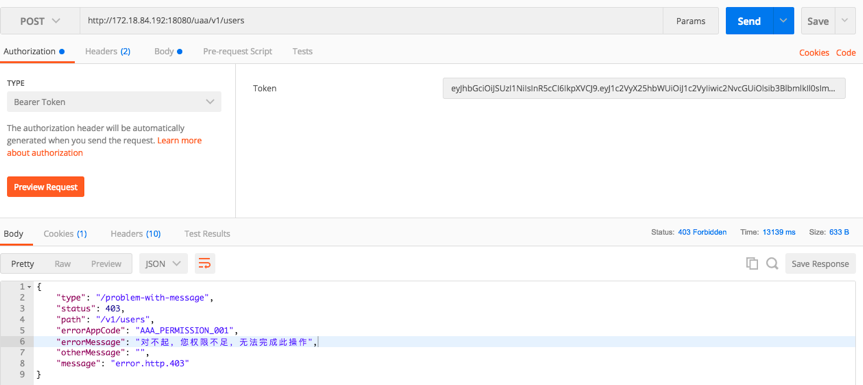 POST http://172.18.84.192:18080/uaa/v1/users Params Send Save
Authorization Headers (2) Body Pre-request Script Tests Cookies Code
TYPE
Bearer Token
The authorization header will be automatically
generated when you send the request. Learn more
about authorization
Preview Request
Token
Body Cookies (1) Headers (10) Test Results Status: 403 Forbidden Time: 13139 ms Size: 633 B
Pretty Raw Preview JSON Save Response
1 {
2 "type": "/problem-with-message",
3 "status": 403,
4 "path": "/v1/users",
5 "errorAppCode": "AAA_PERMISSION_001",
6 "errorMessage": "对不起，您权限不足，无法完成此操作",
7 "otherMessage": "",
8 "message": "error.http.403"
9 }